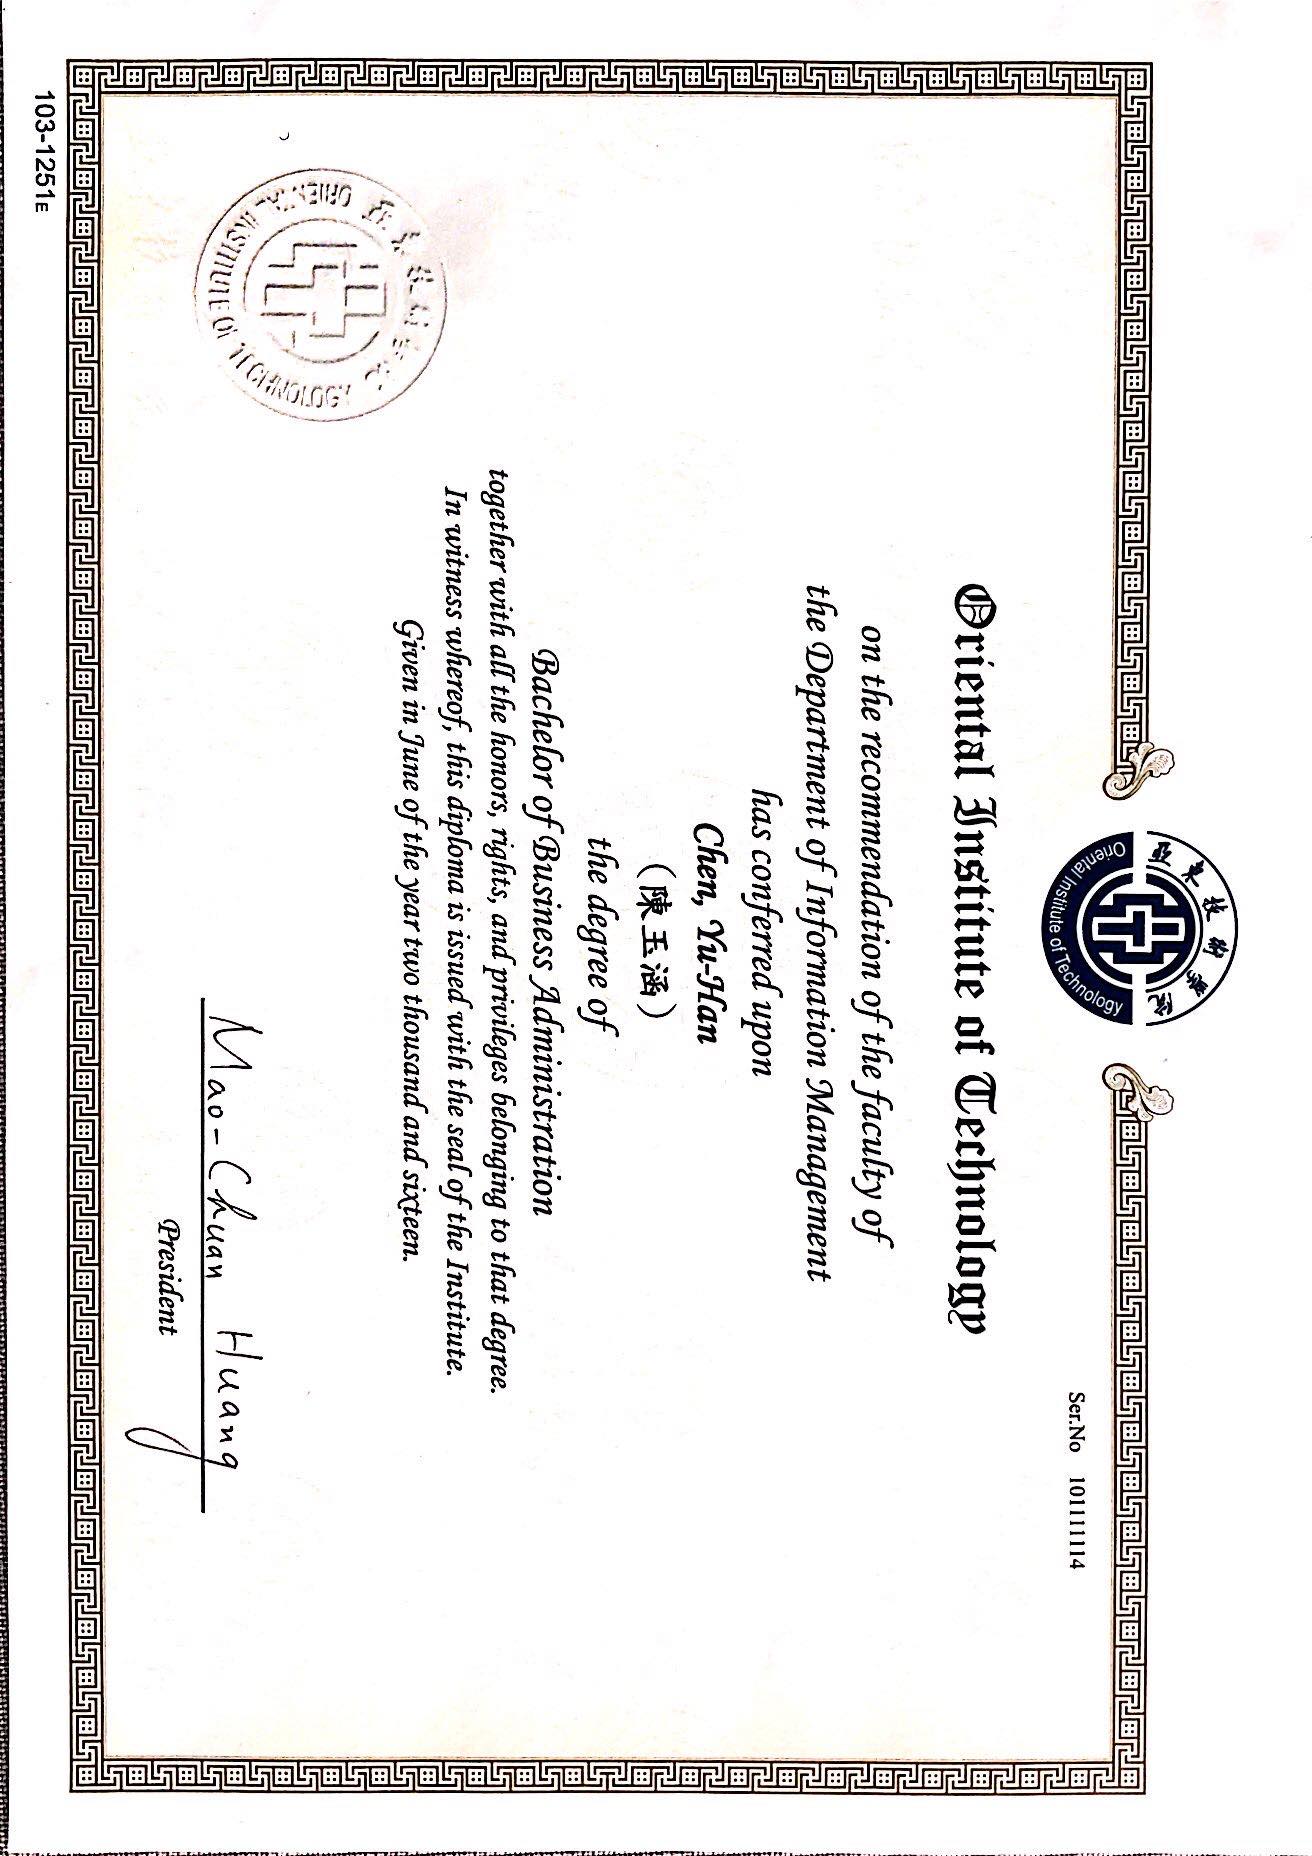 亞東技術學院
Oriental Institute of Technology
Ser.No 101111114
Oriental Institute of Technology
on the recommendation of the faculty of
the Department of Information Management
has conferred upon
Chen, Yu-Han
(陳玉涵)
the degree of
Bachelor of Business Administration
together with all the honors, rights, and privileges belonging to that degree.
In witness whereof, this diploma is issued with the seal of the Institute.
Given in June of the year two thousand and sixteen.
亞東技術學院
ORIENTAL INSTITUTE OF TECHNOLOGY
Mao-Chuan Huang
President
103-1251E